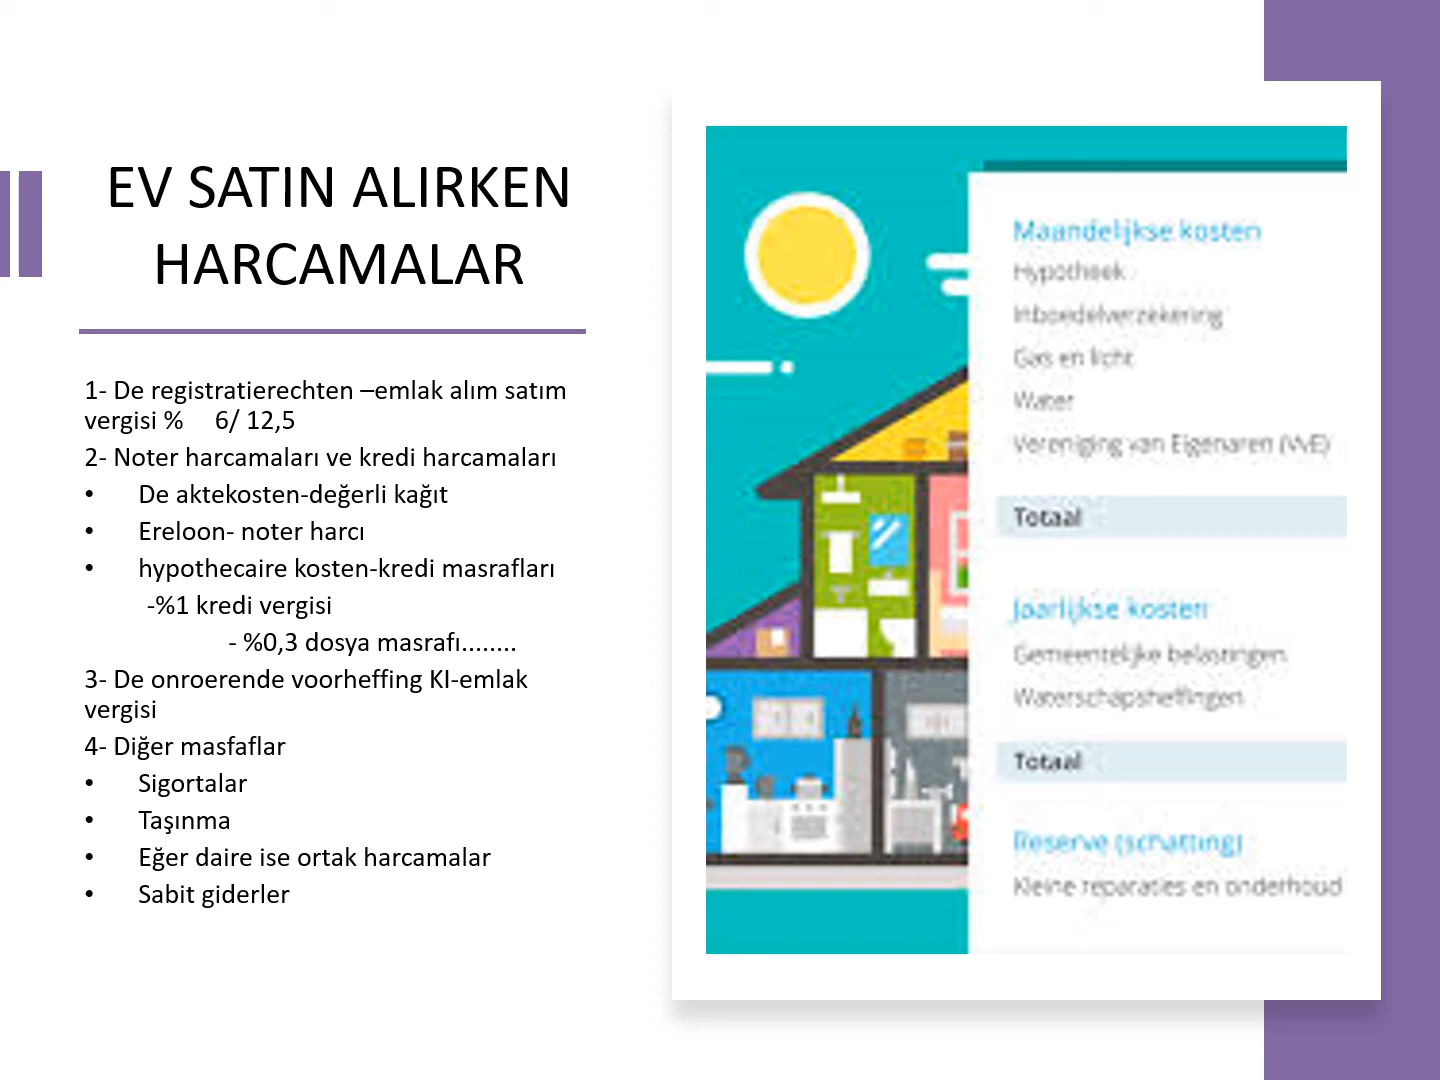 EV SATIN ALIRKEN
HARCAMALAR
1- De registratierechten –emlak alım satım
vergisi % 6/ 12,5
2- Noter harcamaları ve kredi harcamaları
• De aktekosten-değerli kağıt
• Ereloon- noter harcı
• hypothecaire kosten-kredi masrafları
-%1 kredi vergisi
- %0,3 dosya masrafı........
3- De onroerende voorheffing KI-emlak
vergisi
4- Diğer masfaflar
• Sigortalar
• Taşınma
• Eğer daire ise ortak harcamalar
• Sabit giderler
Maandelijkse kosten
Hypotheek
Inboedelverzekering
Gas en licht
Water
Vereniging van Eigenaren (VvE)
Totaal
Jaarlijkse kosten
Gemeentelijke belastingen
Waterschapsheffingen
Totaal
Reserve (schatting)
Kleine reparaties en onderhoud